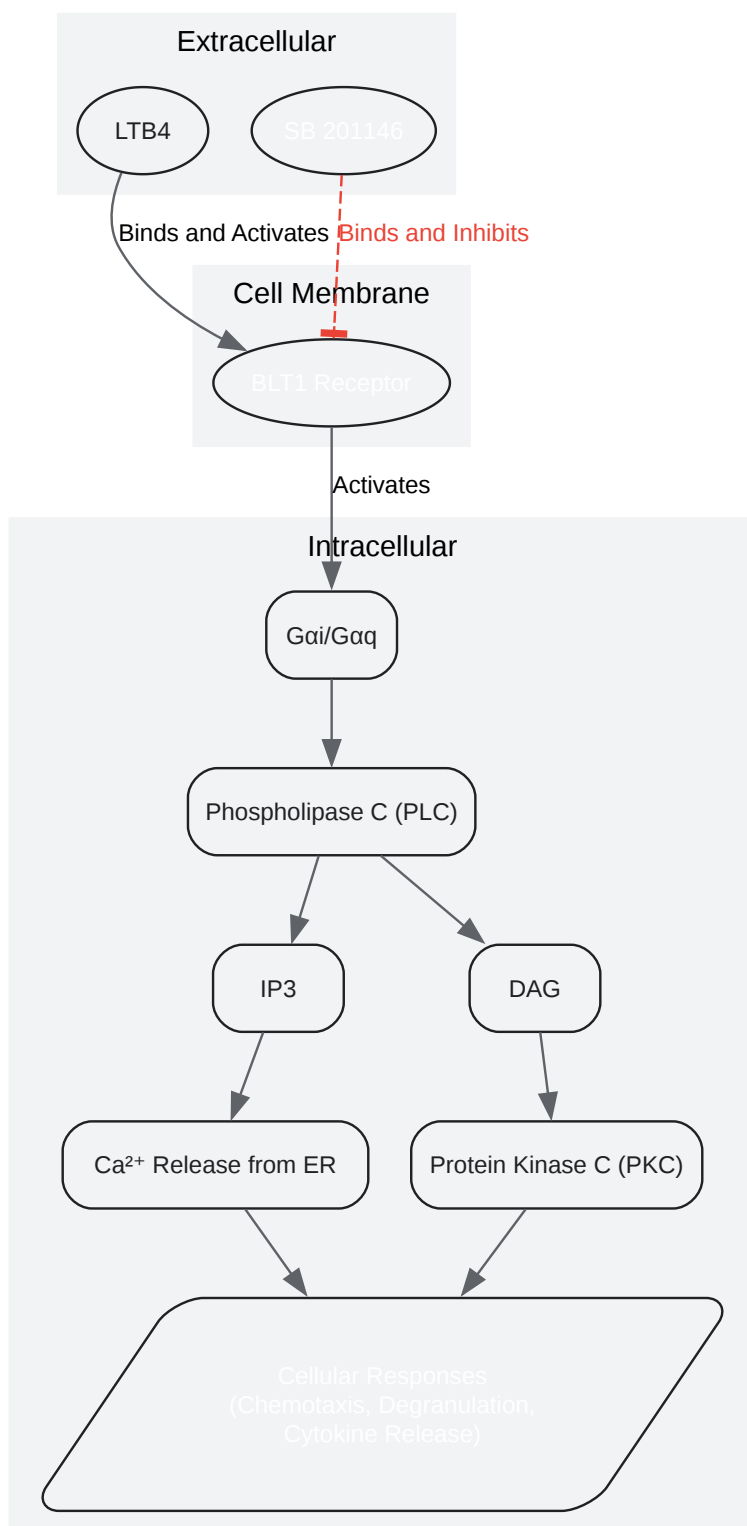 Extracellular
LTB4
SB 201146
Binds and Activates
Binds and Inhibits
Cell Membrane
BLT1 Receptor
Activates
Intracellular
Gαi/Gαq
Phospholipase C (PLC)
IP3
DAG
Ca²⁺ Release from ER
Protein Kinase C (PKC)
Cellular Responses
(Chemotaxis, Degranulation,
Cytokine Release)